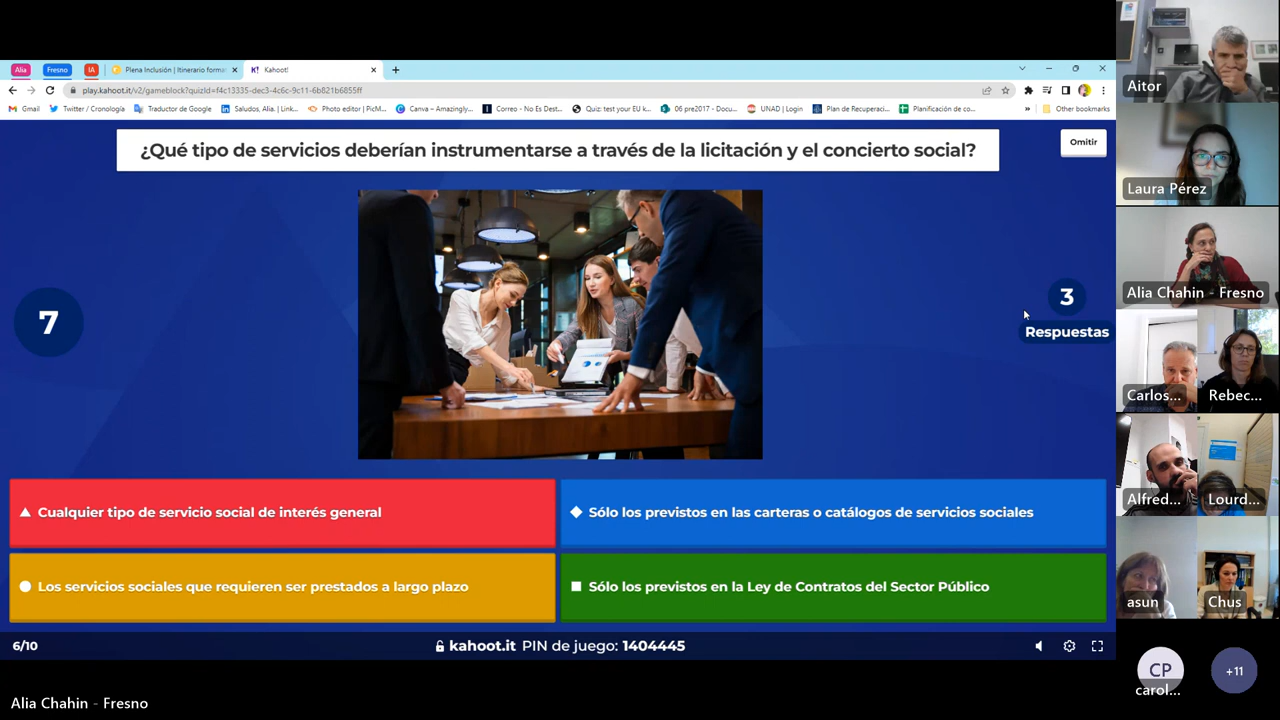 Alia
Fresno
IA
Plena Inclusión | Itinerario forma
Kahoot!
play.kahoot.it/v2/gameblock?quizId=f4c13335-dec3-4c6c-9c11-6b821b6855ff
Gmail
Twitter / Cronología
Traductor de Google
Saludos, Alia. | Link...
Photo editor | PicM...
Canva – Amazingly...
Correo - No Es Dest...
Quiz: test your EU k...
06 pre2017 - Docu...
UNAD | Login
Plan de Recuperaci...
Planificación de co...
»
Other bookmarks
¿Qué tipo de servicios deberían instrumentarse a través de la licitación y el concierto social?
Omitir
7
3
Respuestas
Cualquier tipo de servicio social de interés general
Sólo los previstos en las carteras o catálogos de servicios sociales
Los servicios sociales que requieren ser prestados a largo plazo
Sólo los previstos en la Ley de Contratos del Sector Público
6/10
kahoot.it PIN de juego: 1404445
Alia Chahin - Fresno
Aitor
Laura Pérez
Alia Chahin - Fresno
Carlos...
Rebec...
Alfred...
Lourd...
asun
Chus
CP
carol...
+11